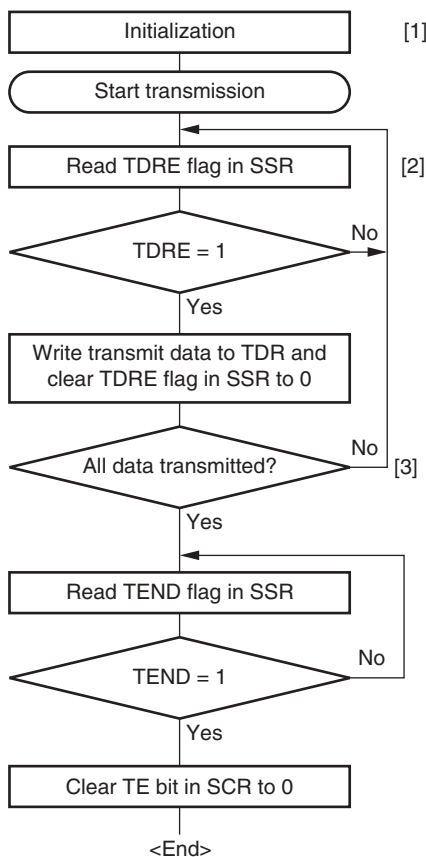 Initialization [1]
Start transmission
Read TDRE flag in SSR [2]
TDRE = 1
No
Yes
Write transmit data to TDR and
clear TDRE flag in SSR to 0
All data transmitted?
No
[3]
Yes
Read TEND flag in SSR
TEND = 1
No
Yes
Clear TE bit in SCR to 0
<End>